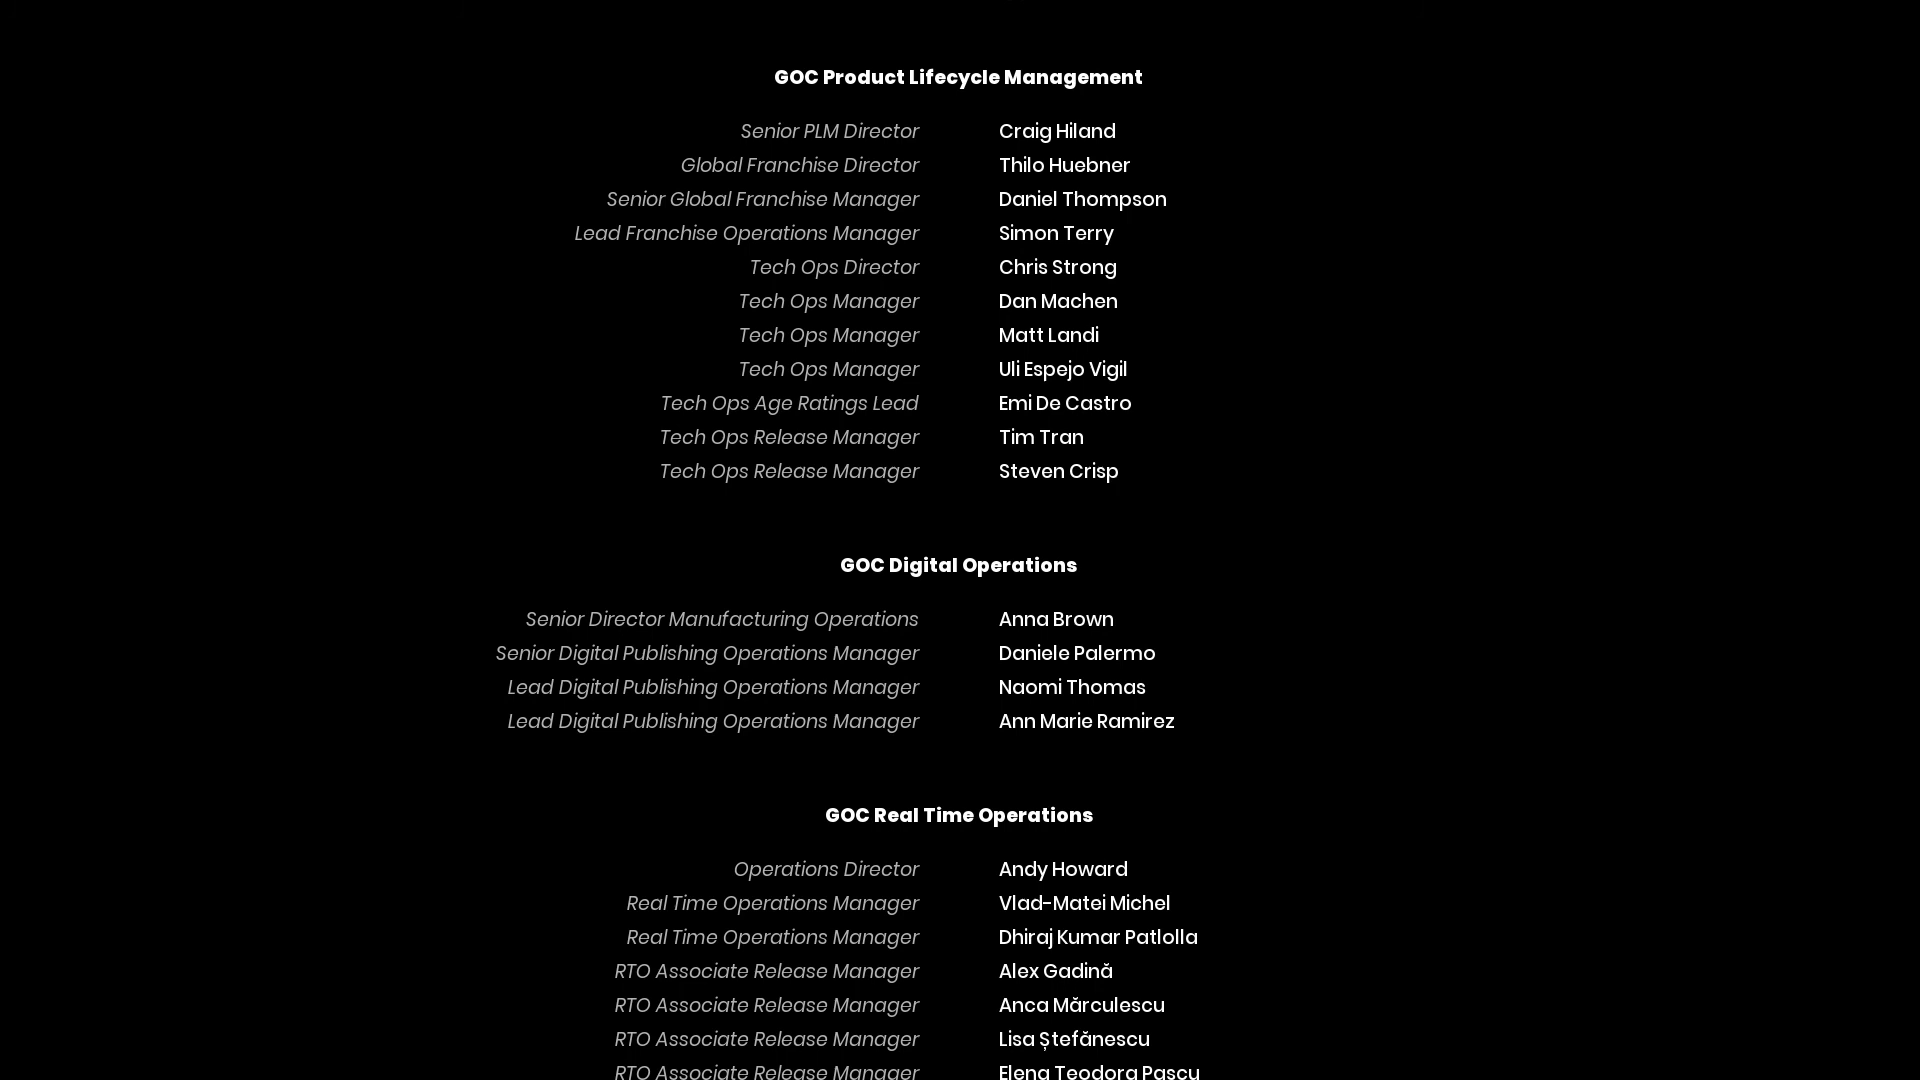 GOC Product Lifecycle Management
Senior PLM Director Craig Hiland
Global Franchise Director Thilo Huebner
Senior Global Franchise Manager Daniel Thompson
Lead Franchise Operations Manager Simon Terry
Tech Ops Director Chris Strong
Tech Ops Manager Dan Machen
Tech Ops Manager Matt Landi
Tech Ops Manager Uli Espejo Vigil
Tech Ops Age Ratings Lead Emi De Castro
Tech Ops Release Manager Tim Tran
Tech Ops Release Manager Steven Crisp
GOC Digital Operations
Senior Director Manufacturing Operations Anna Brown
Senior Digital Publishing Operations Manager Daniele Palermo
Lead Digital Publishing Operations Manager Naomi Thomas
Lead Digital Publishing Operations Manager Ann Marie Ramirez
GOC Real Time Operations
Operations Director Andy Howard
Real Time Operations Manager Vlad-Matei Michel
Real Time Operations Manager Dhiraj Kumar Patlolla
RTO Associate Release Manager Alex Gadină
RTO Associate Release Manager Anca Mărculescu
RTO Associate Release Manager Lisa Ștefănescu
RTO Associate Release Manager Elena Teodora Pascu